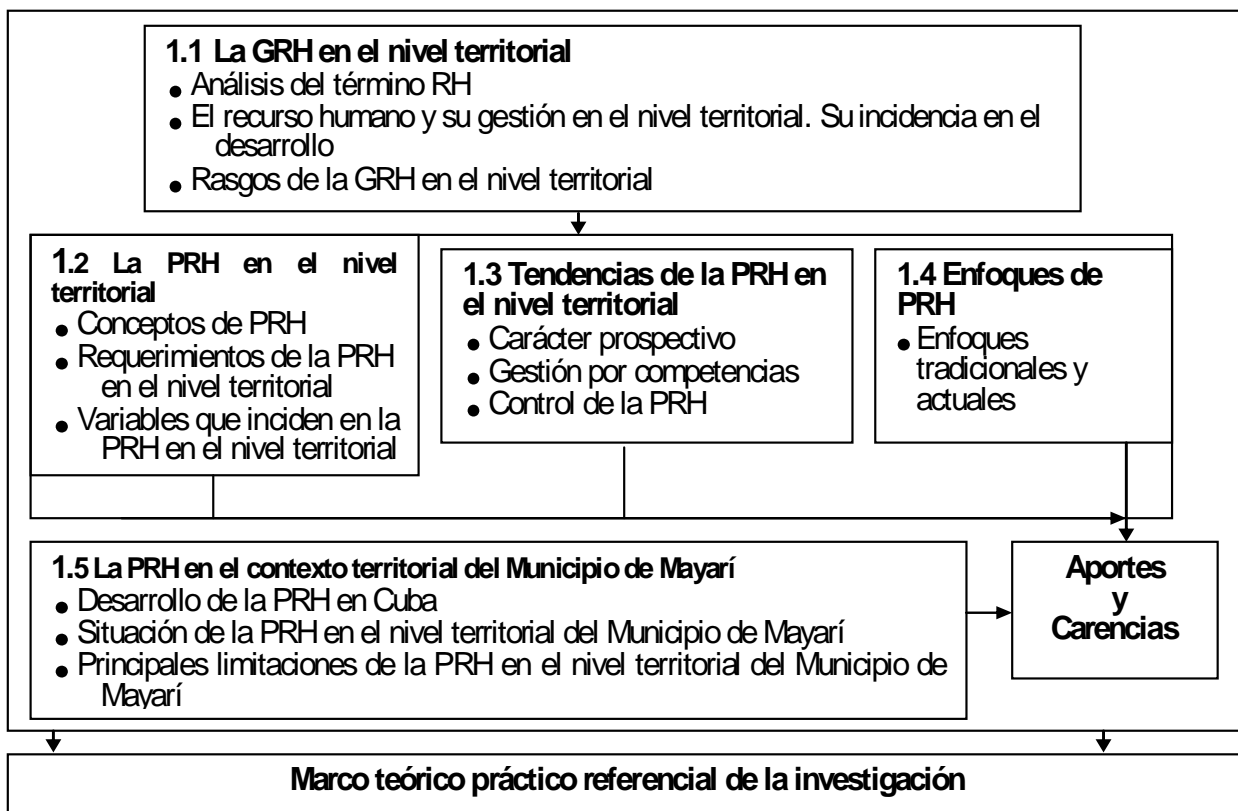 1.1 La GRH en el nivel territorial
● Análisis del término RH
● El recurso humano y su gestión en el nivel territorial. Su incidencia en el
desarrollo
● Rasgos de la GRH en el nivel territorial
1.2 La PRH en el nivel
territorial
● Conceptos de PRH
● Requerimientos de la PRH
en el nivel territorial
● Variables que inciden en la
PRH en el nivel territorial
1.3 Tendencias de la PRH en
el nivel territorial
● Carácter prospectivo
● Gestión por competencias
● Control de la PRH
1.4 Enfoques de
PRH
● Enfoques
tradicionales y
actuales
1.5 La PRH en el contexto territorial del Municipio de Mayarí
● Desarrollo de la PRH en Cuba
● Situación de la PRH en el nivel territorial del Municipio de Mayarí
● Principales limitaciones de la PRH en el nivel territorial del Municipio de
Mayarí
Aportes
y
Carencias
Marco teórico práctico referencial de la investigación